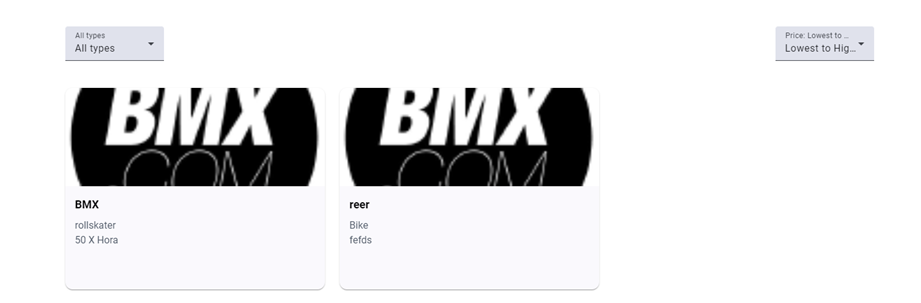 All types
All types
Price: Lowest to ...
Lowest to Hig...
BMX
.COM
BMX
.COM
BMX
rollskater
50 X Hora
reer
Bike
fefds